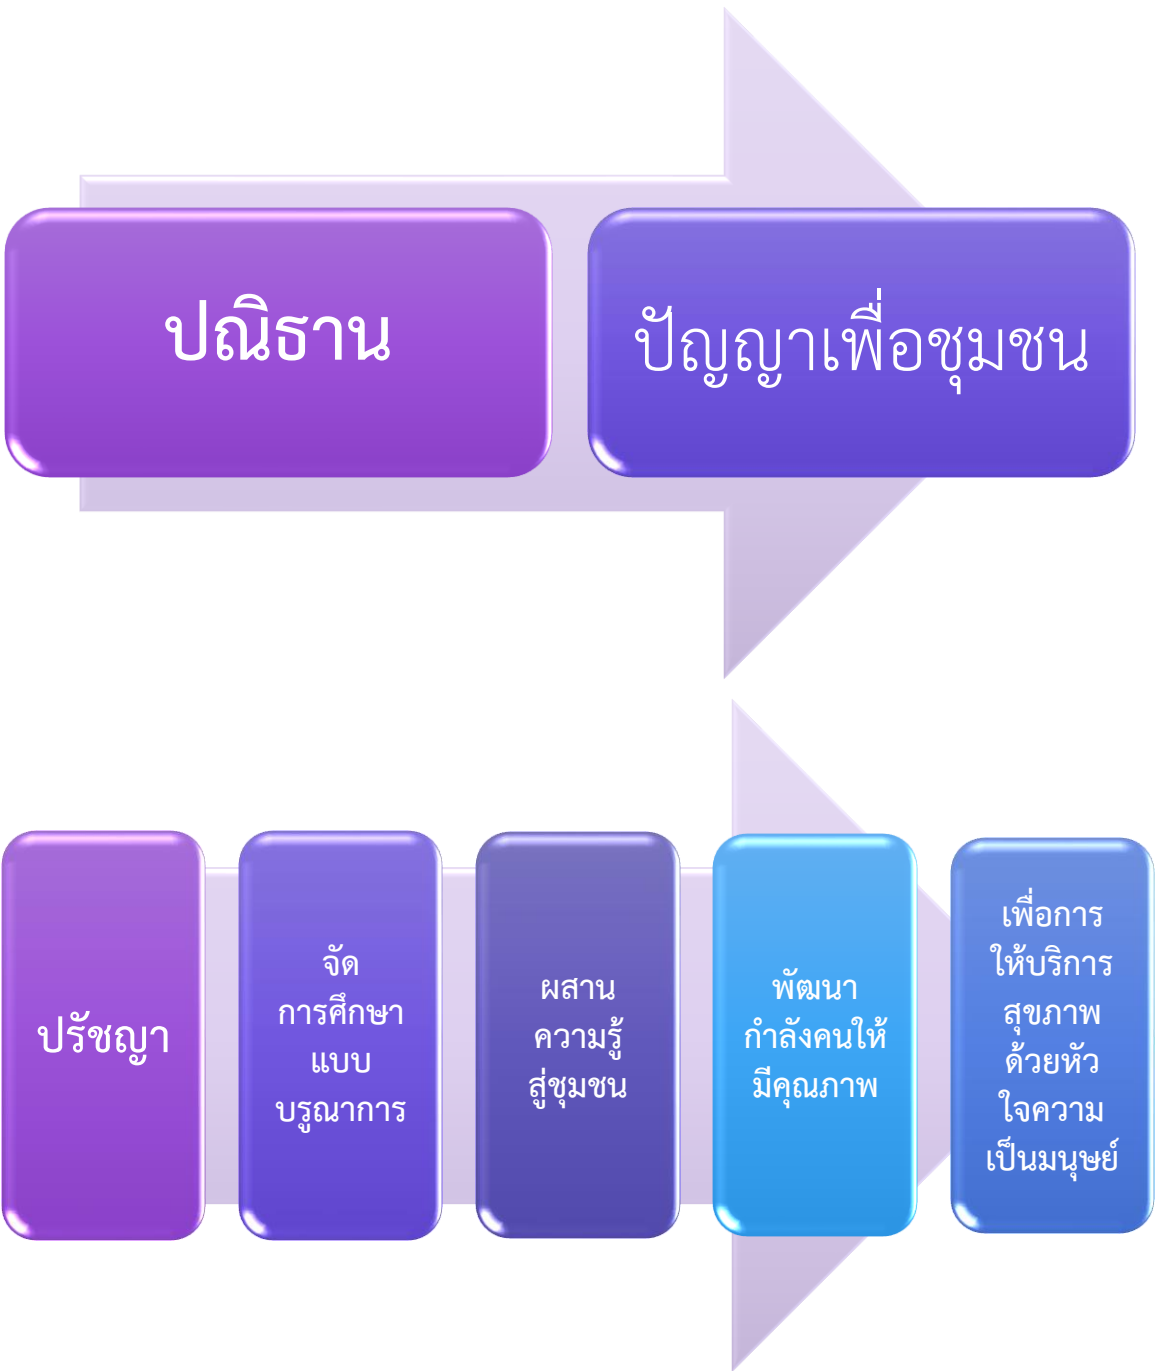 ปณิธาน
ปัญญาเพื่อชุมชน
ปรัชญา
จัด
การศึกษา
แบบ
บรูณาการ
ผสาน
ความรู้
สู่ชุมชน
พัฒนา
กำลังคนให้
มีคุณภาพ
เพื่อการ
ให้บริการ
สุขภาพ
ด้วยหัว
ใจความ
เป็นมนุษย์